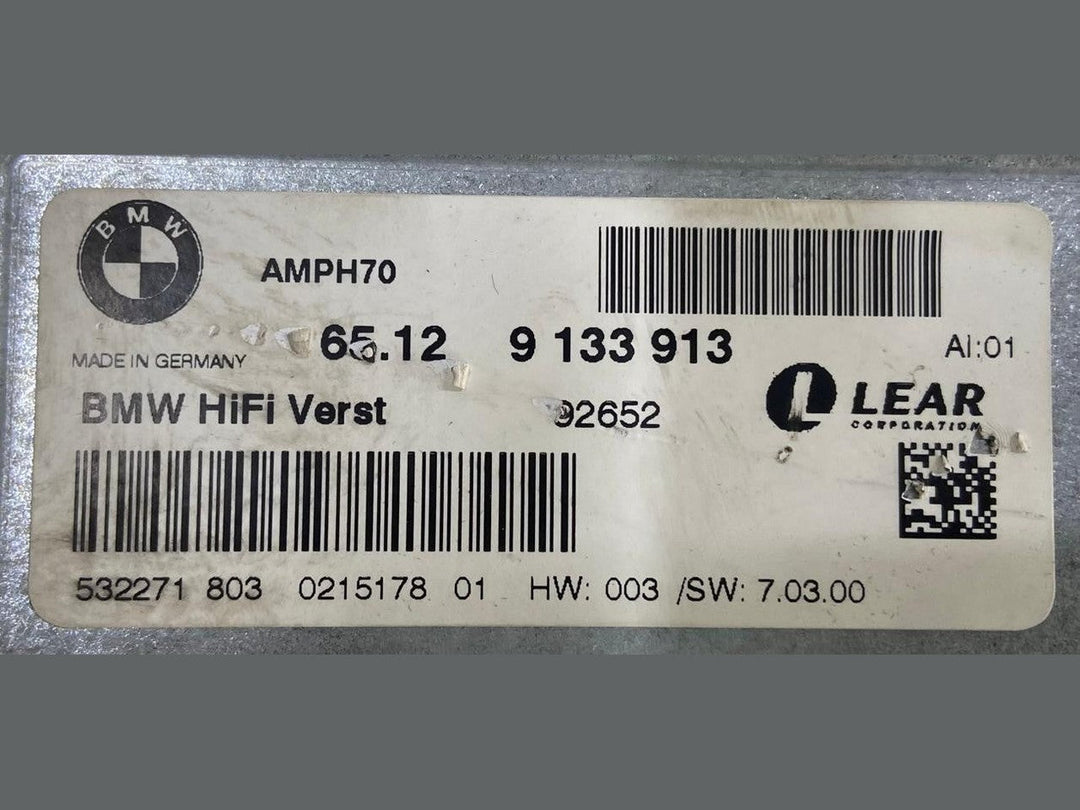 BMW
AMPH70
65.12 9 133 913 AI:01
MADE IN GERMANY
BMW HiFi Verst 92652
LEAR
CORPORATION
532271 803 0215178 01 HW: 003 /SW: 7.03.00